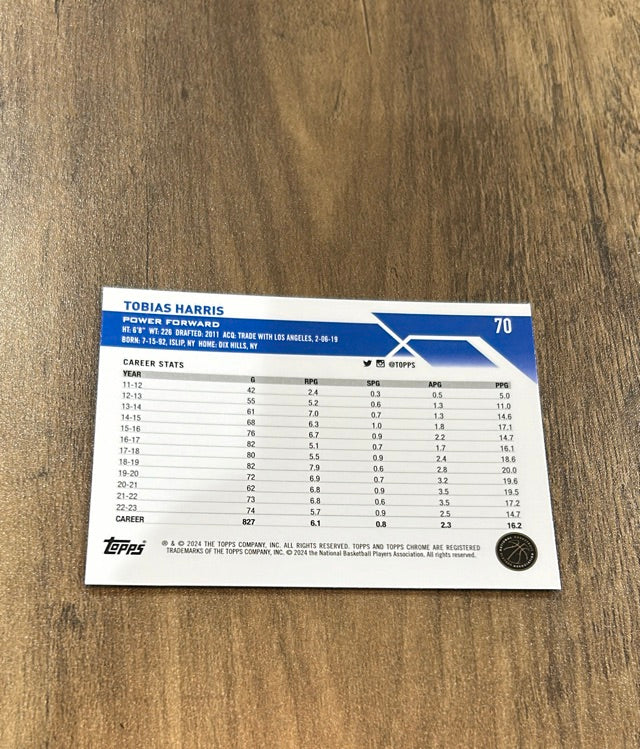 TOBIAS HARRIS
70
POWER FORWARD
HT: 6'8" WT: 226 DRAFTED: 2011 ACQ: TRADE WITH LOS ANGELES, 2-06-19
BORN: 7-15-92, ISLIP, NY HOME: DIX HILLS, NY
CAREER STATS @TOPPS
YEAR G RPG SPG APG PPG
11-12 42 2.4 0.3 0.5 5.0
12-13 55 5.2 0.6 1.3 11.0
13-14 61 7.0 0.7 1.3 14.6
14-15 68 6.3 1.0 1.8 17.1
15-16 76 6.7 0.9 2.2 14.7
16-17 82 5.1 0.7 1.7 16.1
17-18 80 5.5 0.9 2.4 18.6
18-19 82 7.9 0.6 2.8 20.0
19-20 72 6.9 0.7 3.2 19.6
20-21 62 6.8 0.9 3.5 19.5
21-22 73 6.8 0.6 3.5 17.2
22-23 74 5.7 0.9 2.5 14.7
CAREER 827 6.1 0.8 2.3 16.2
Topps
® & © 2024 THE TOPPS COMPANY, INC. ALL RIGHTS RESERVED. TOPPS AND TOPPS CHROME ARE REGISTERED
TRADEMARKS OF THE TOPPS COMPANY, INC. © 2024 the National Basketball Players Association. All rights reserved.